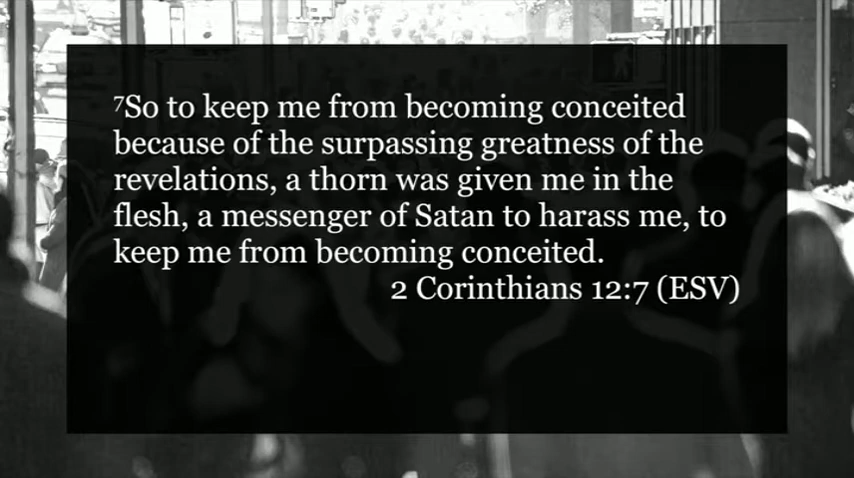 ⁷So to keep me from becoming conceited
because of the surpassing greatness of the
revelations, a thorn was given me in the
flesh, a messenger of Satan to harass me, to
keep me from becoming conceited.
2 Corinthians 12:7 (ESV)